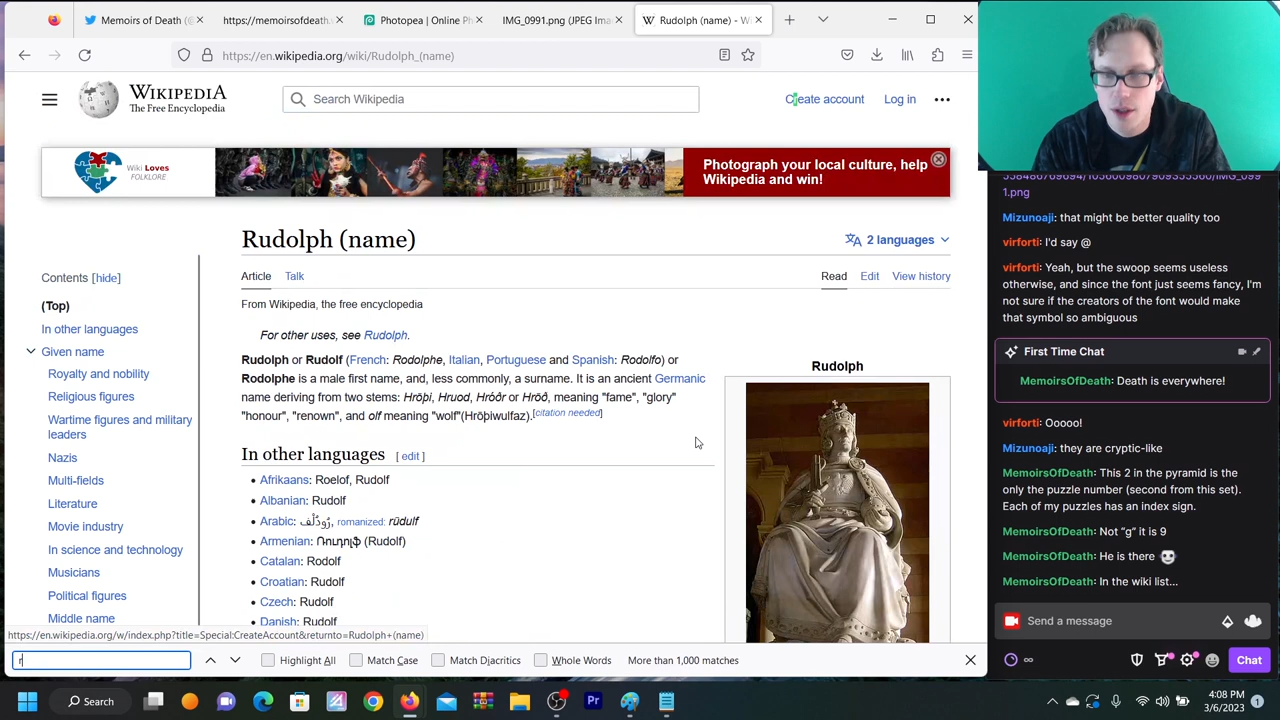 Memoirs of Death (@
https://memoirsofdeath.
Photopea | Online Ph
IMG_0991.png (JPEG Ima
Rudolph (name) - Wi
https://en.wikipedia.org/wiki/Rudolph_(name)
WIKIPEDIA
The Free Encyclopedia
Search Wikipedia
Create account
Log in
Wiki Loves
FOLKLORE
Photograph your local culture, help
Wikipedia and win!
Rudolph (name)
2 languages
Article
Talk
Read
Edit
View history
From Wikipedia, the free encyclopedia
Contents [hide]
(Top)
In other languages
Given name
Royalty and nobility
Religious figures
Wartime figures and military
leaders
Nazis
Multi-fields
Literature
Movie industry
In science and technology
Musicians
Political figures
Middle name
For other uses, see Rudolph.
Rudolph or Rudolf (French: Rodolphe, Italian, Portuguese and Spanish: Rodolfo) or
Rodolphe is a male first name, and, less commonly, a surname. It is an ancient Germanic
name deriving from two stems: Hrōþi, Hruod, Hróðr or Hrōð, meaning "fame", "glory"
"honour", "renown", and olf meaning "wolf"(Hrōþiwulfaz).[citation needed]
In other languages [ edit ]
Afrikaans: Roelof, Rudolf
Albanian: Rudolf
Arabic: رُودُلْف, romanized: rūdulf
Armenian: Ռուդոլֆ (Rudolf)
Catalan: Rodolf
Croatian: Rudolf
Czech: Rudolf
Danish: Rudolf
Rudolph
https://en.wikipedia.org/w/index.php?title=Special:CreateAccount&returnto=Rudolph+(name)
r
Highlight All
Match Case
Match Diacritics
Whole Words
More than 1,000 matches
1.png
Mizunoaji: that might be better quality too
virforti: I'd say @
virforti: Yeah, but the swoop seems useless
otherwise, and since the font just seems fancy, I'm
not sure if the creators of the font would make
that symbol so ambiguous
First Time Chat
MemoirsOfDeath: Death is everywhere!
virforti: Ooooo!
Mizunoaji: they are cryptic-like
MemoirsOfDeath: This 2 in the pyramid is the
only the puzzle number (second from this set).
Each of my puzzles has an index sign.
MemoirsOfDeath: Not “g” it is 9
MemoirsOfDeath: He is there
MemoirsOfDeath: In the wiki list...
Send a message
Chat
Search
Pr
4:08 PM
3/6/2023
1